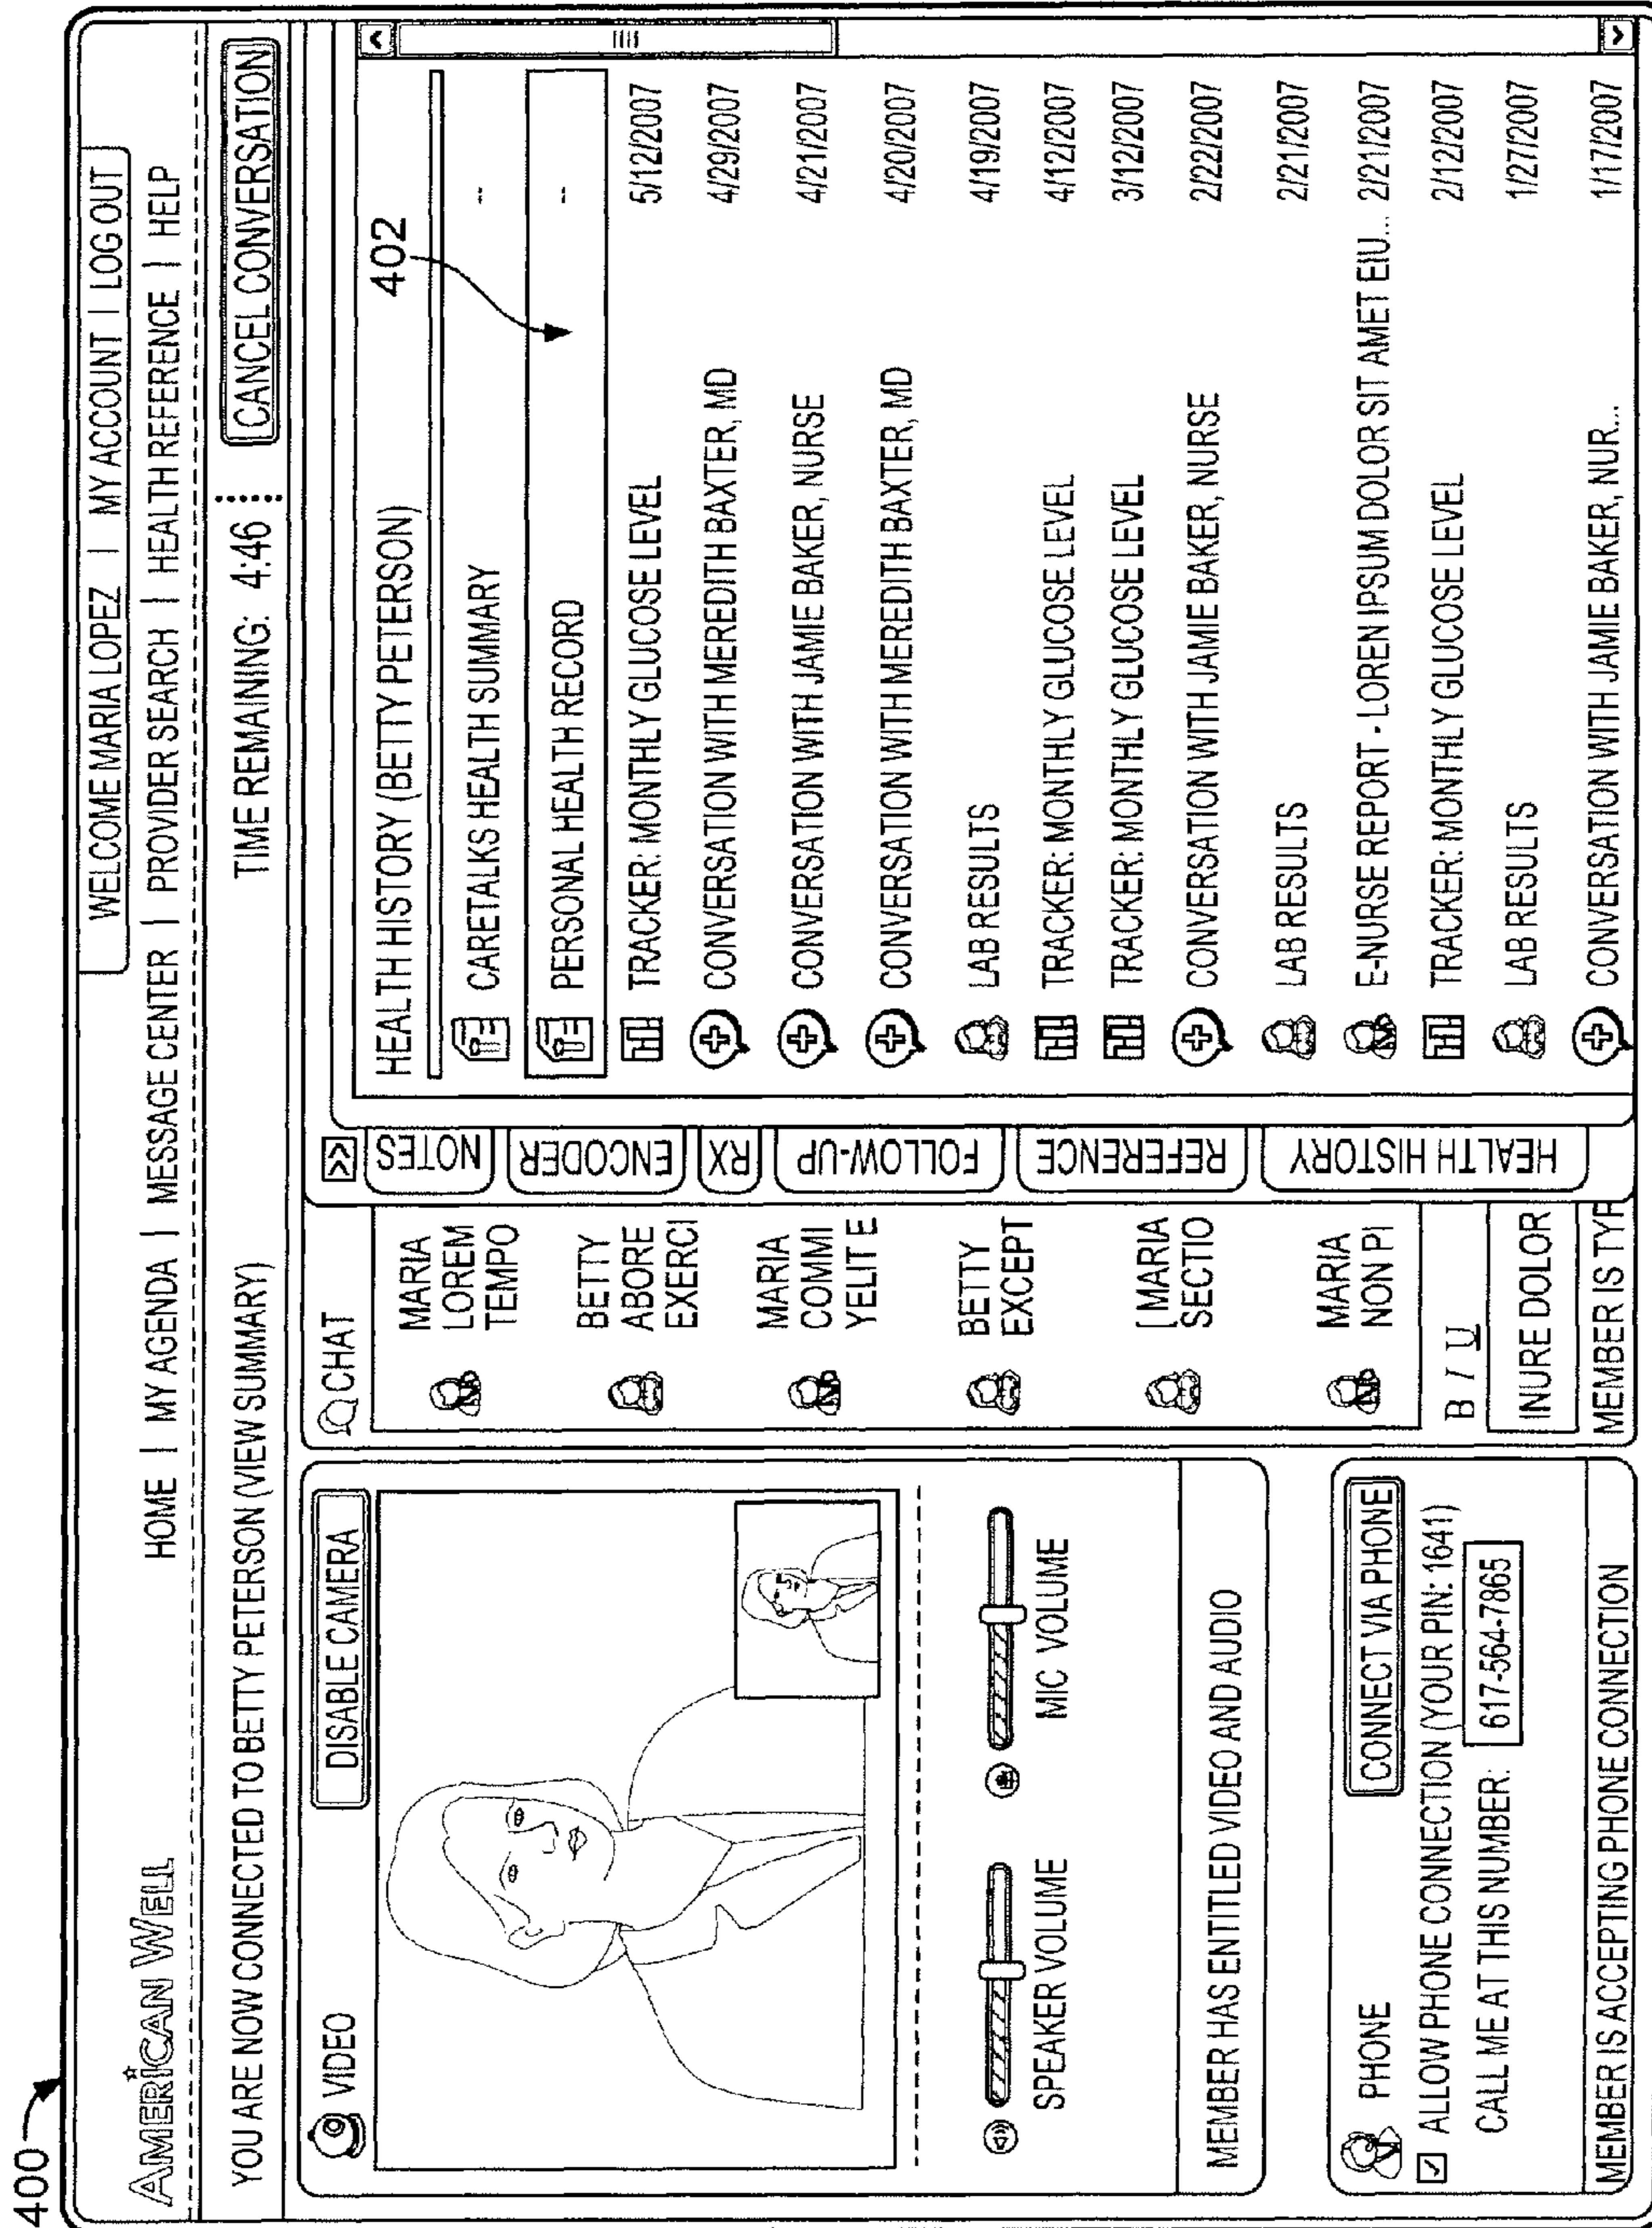 400
AMERICAN WELL
WELCOME MARIA LOPEZ | MY ACCOUNT | LOG OUT
HOME | MY AGENDA | MESSAGE CENTER | PROVIDER SEARCH | HEALTH REFERENCE | HELP
YOU ARE NOW CONNECTED TO BETTY PETERSON (VIEW SUMMARY)
TIME REMAINING: 4:46
CANCEL CONVERSATION
VIDEO
DISABLE CAMERA
SPEAKER VOLUME
MIC VOLUME
MEMBER HAS ENTITLED VIDEO AND AUDIO
PHONE
CONNECT VIA PHONE
ALLOW PHONE CONNECTION (YOUR PIN: 1641)
CALL ME AT THIS NUMBER: 617-564-7865
MEMBER IS ACCEPTING PHONE CONNECTION
CHAT
MARIA
LOREM
TEMPO
BETTY
ABORE
EXERCI
MARIA
COMMI
YELIT E
BETTY
EXCEPT
[MARIA
SECTIO
MARIA
NON PI
B I U
INURE DOLOR
MEMBER IS TYP
>>
NOTES
ENCODER
RX
FOLLOW-UP
REFERENCE
HEALTH HISTORY
HEALTH HISTORY (BETTY PETERSON)
402
CARETALKS HEALTH SUMMARY --
PERSONAL HEALTH RECORD --
TRACKER: MONTHLY GLUCOSE LEVEL 5/12/2007
CONVERSATION WITH MEREDITH BAXTER, MD 4/29/2007
CONVERSATION WITH JAMIE BAKER, NURSE 4/21/2007
CONVERSATION WITH MEREDITH BAXTER, MD 4/20/2007
LAB RESULTS 4/19/2007
TRACKER: MONTHLY GLUCOSE LEVEL 4/12/2007
TRACKER: MONTHLY GLUCOSE LEVEL 3/12/2007
CONVERSATION WITH JAMIE BAKER, NURSE 2/22/2007
LAB RESULTS 2/21/2007
E-NURSE REPORT - LOREN IPSUM DOLOR SIT AMET EIU... 2/21/2007
TRACKER: MONTHLY GLUCOSE LEVEL 2/12/2007
LAB RESULTS 1/27/2007
CONVERSATION WITH JAMIE BAKER, NUR... 1/17/2007